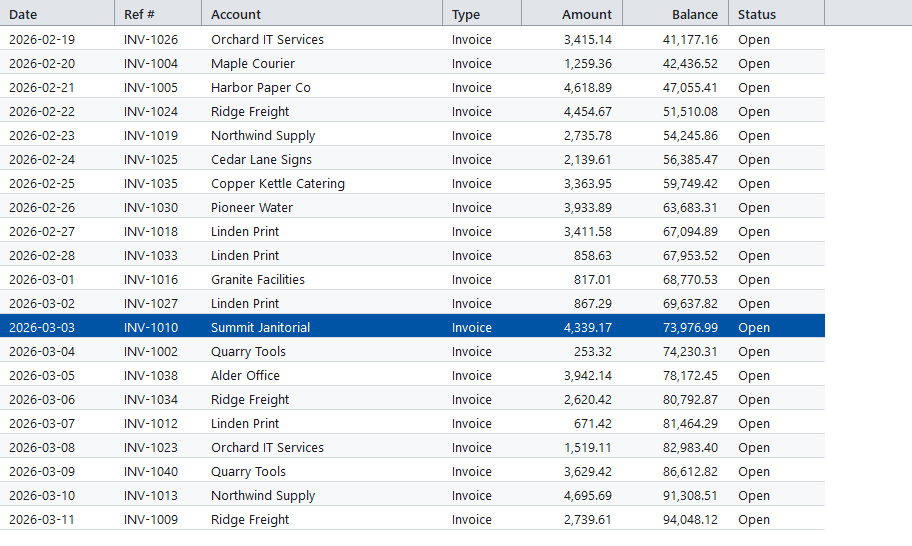 Date Ref # Account Type Amount Balance Status
2026-02-19 INV-1026 Orchard IT Services Invoice 3,415.14 41,177.16 Open
2026-02-20 INV-1004 Maple Courier Invoice 1,259.36 42,436.52 Open
2026-02-21 INV-1005 Harbor Paper Co Invoice 4,618.89 47,055.41 Open
2026-02-22 INV-1024 Ridge Freight Invoice 4,454.67 51,510.08 Open
2026-02-23 INV-1019 Northwind Supply Invoice 2,735.78 54,245.86 Open
2026-02-24 INV-1025 Cedar Lane Signs Invoice 2,139.61 56,385.47 Open
2026-02-25 INV-1035 Copper Kettle Catering Invoice 3,363.95 59,749.42 Open
2026-02-26 INV-1030 Pioneer Water Invoice 3,933.89 63,683.31 Open
2026-02-27 INV-1018 Linden Print Invoice 3,411.58 67,094.89 Open
2026-02-28 INV-1033 Linden Print Invoice 858.63 67,953.52 Open
2026-03-01 INV-1016 Granite Facilities Invoice 817.01 68,770.53 Open
2026-03-02 INV-1027 Linden Print Invoice 867.29 69,637.82 Open
2026-03-03 INV-1010 Summit Janitorial Invoice 4,339.17 73,976.99 Open
2026-03-04 INV-1002 Quarry Tools Invoice 253.32 74,230.31 Open
2026-03-05 INV-1038 Alder Office Invoice 3,942.14 78,172.45 Open
2026-03-06 INV-1034 Ridge Freight Invoice 2,620.42 80,792.87 Open
2026-03-07 INV-1012 Linden Print Invoice 671.42 81,464.29 Open
2026-03-08 INV-1023 Orchard IT Services Invoice 1,519.11 82,983.40 Open
2026-03-09 INV-1040 Quarry Tools Invoice 3,629.42 86,612.82 Open
2026-03-10 INV-1013 Northwind Supply Invoice 4,695.69 91,308.51 Open
2026-03-11 INV-1009 Ridge Freight Invoice 2,739.61 94,048.12 Open